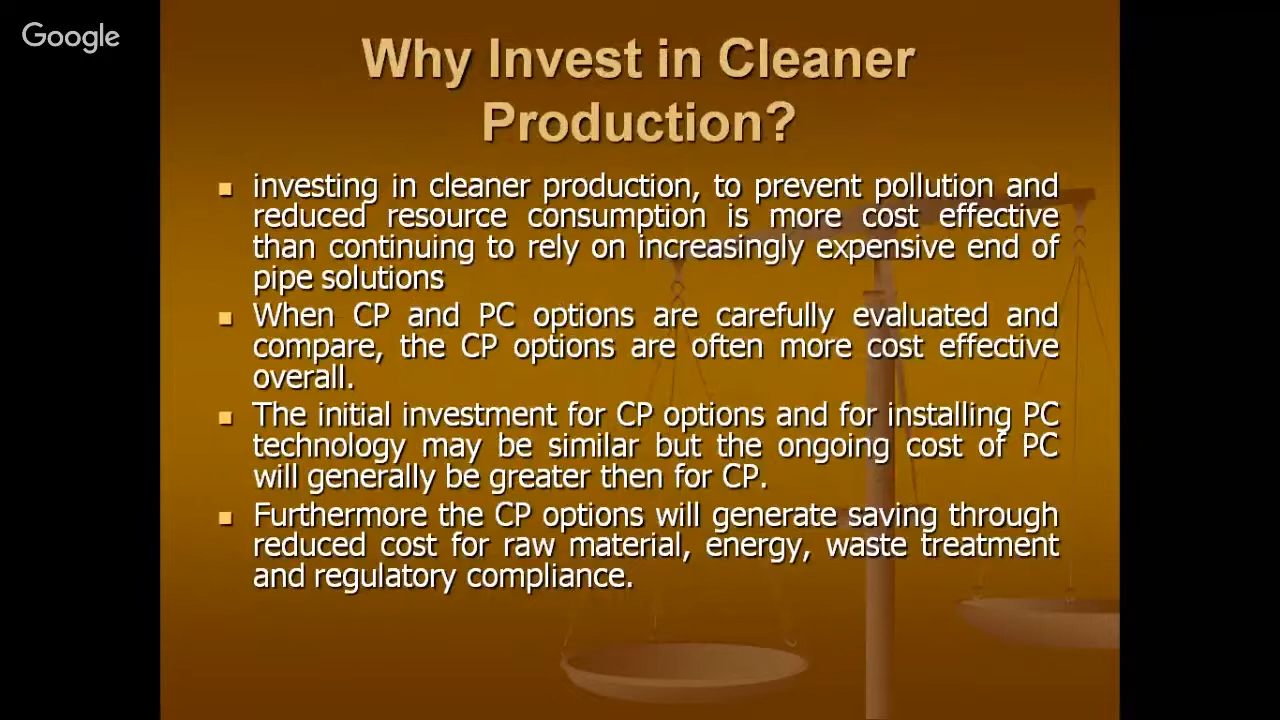 Google
Why Invest in Cleaner
Production?
investing in cleaner production, to prevent pollution and
reduced resource consumption is more cost effective
than continuing to rely on increasingly expensive end of
pipe solutions
When CP and PC options are carefully evaluated and
compare, the CP options are often more cost effective
overall.
The initial investment for CP options and for installing PC
technology may be similar but the ongoing cost of PC
will generally be greater then for CP.
Furthermore the CP options will generate saving through
reduced cost for raw material, energy, waste treatment
and regulatory compliance.